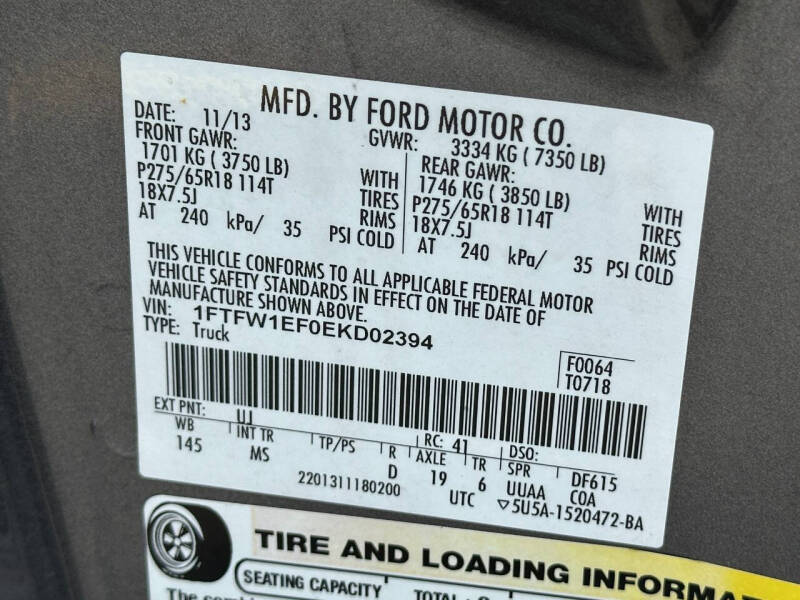 MFD. BY FORD MOTOR CO.
DATE: 11/13 GVWR: 3334 KG ( 7350 LB)
FRONT GAWR: REAR GAWR:
1701 KG ( 3750 LB) 1746 KG ( 3850 LB)
P275/65R18 114T WITH P275/65R18 114T WITH
18X7.5J TIRES 18X7.5J TIRES
RIMS RIMS
AT 240 kPa/ 35 PSI COLD AT 240 kPa/ 35 PSI COLD
THIS VEHICLE CONFORMS TO ALL APPLICABLE FEDERAL MOTOR
VEHICLE SAFETY STANDARDS IN EFFECT ON THE DATE OF
MANUFACTURE SHOWN ABOVE.
VIN: 1FTFW1EF0EKD02394
TYPE: Truck
F0064
T0718
EXT PNT: UJ RC: 41 DSO:
WB INT TR TP/PS R AXLE TR SPR DF615
145 MS D 19 6 UUAA COA
2201311180200 UTC ▽5U5A-1520472-BA
TIRE AND LOADING INFORMA
SEATING CAPACITY TOTAL:
The